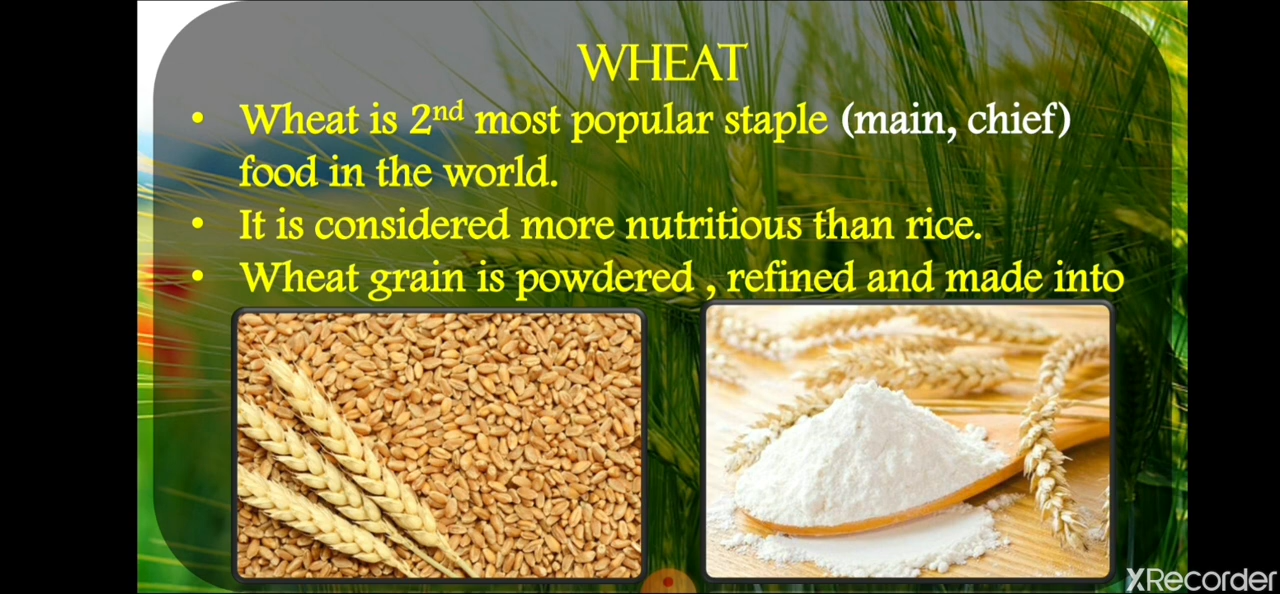 WHEAT
• Wheat is 2nd most popular staple (main, chief)
food in the world.
• It is considered more nutritious than rice.
• Wheat grain is powdered , refined and made into
XRecorder